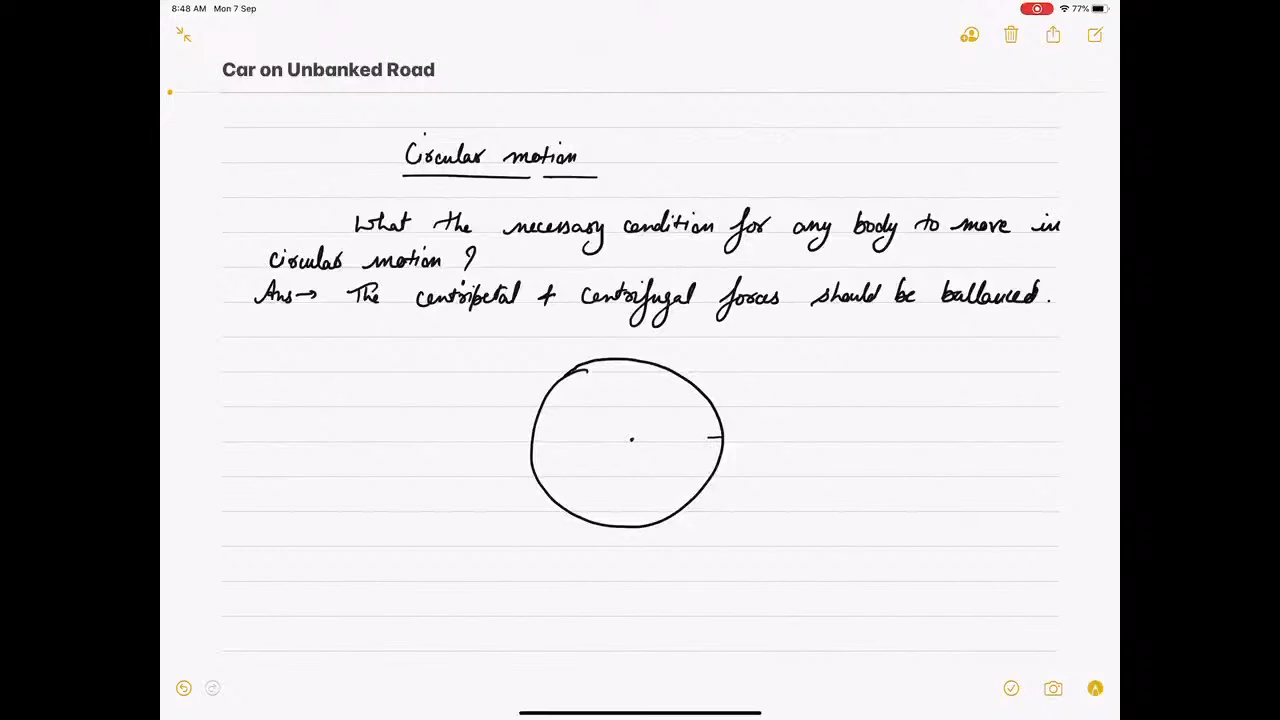 8:48 AM Mon 7 Sep
77%
Car on Unbanked Road
Circular motion
What the necessary condition for any body to move in
circular motion ?
Ans → The centripetal + centrifugal forces should be ballanced.